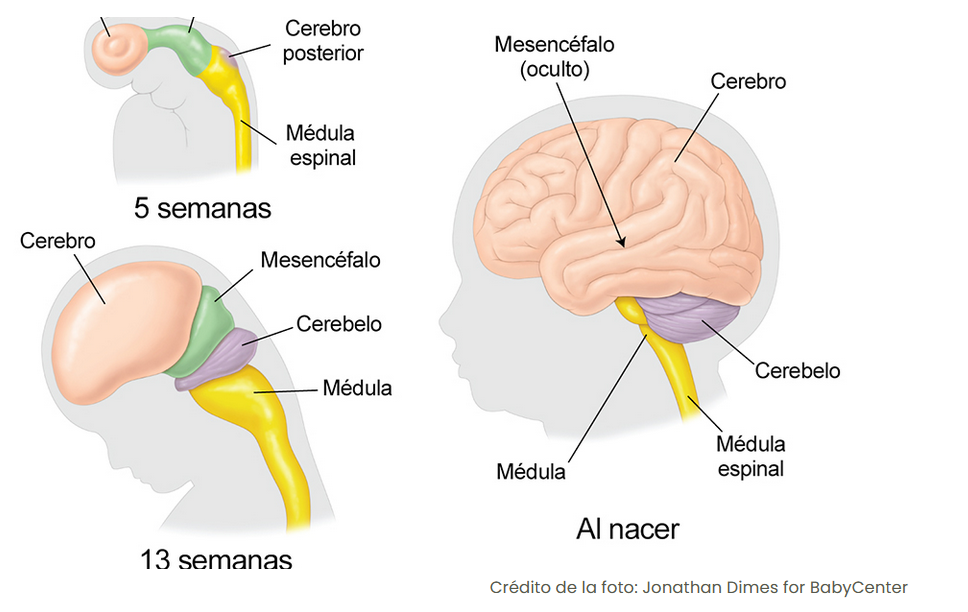 Cerebro
posterior
Médula
espinal
5 semanas
Cerebro
Mesencéfalo
Cerebelo
Médula
13 semanas
Mesencéfalo
(oculto)
Cerebro
Cerebelo
Médula
espinal
Médula
Al nacer
Crédito de la foto: Jonathan Dimes for BabyCenter